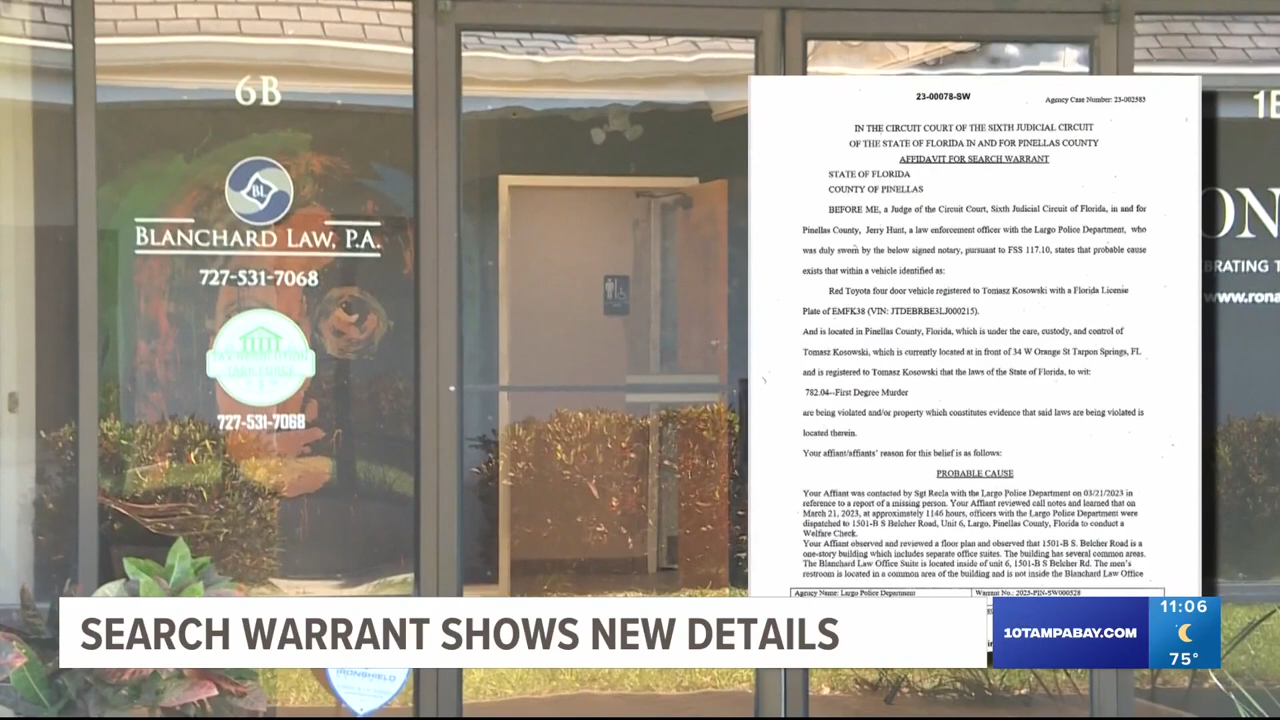 6B
BL
BLANCHARD LAW, P.A.
727-531-7068
727-531-7068
IRONSHIELD
23-00078-SW
Agency Case Number: 23-002583
IN THE CIRCUIT COURT OF THE SIXTH JUDICIAL CIRCUIT
OF THE STATE OF FLORIDA IN AND FOR PINELLAS COUNTY
AFFIDAVIT FOR SEARCH WARRANT
STATE OF FLORIDA
COUNTY OF PINELLAS
BEFORE ME, a Judge of the Circuit Court, Sixth Judicial Circuit of Florida, in and for
Pinellas County, Jerry Hunt, a law enforcement officer with the Largo Police Department, who
was duly sworn by the below signed notary, pursuant to FSS 117.10, states that probable cause
exists that within a vehicle identified as:
Red Toyota four door vehicle registered to Tomasz Kosowski with a Florida License
Plate of EMFK38 (VIN: JTDEBRBE3LJ000215).
And is located in Pinellas County, Florida, which is under the care, custody, and control of
Tomasz Kosowski, which is currently located at in front of 34 W Orange St Tarpon Springs, FL
and is registered to Tomasz Kosowski that the laws of the State of Florida, to wit:
782.04--First Degree Murder
are being violated and/or property which constitutes evidence that said laws are being violated is
located therein.
Your affiant/affiants' reason for this belief is as follows:
PROBABLE CAUSE
Your Affiant was contacted by Sgt Recla with the Largo Police Department on 03/21/2023 in
reference to a report of a missing person. Your Affiant reviewed call notes and learned that on
March 21, 2023, at approximately 1146 hours, officers with the Largo Police Department were
dispatched to 1501-B S Belcher Road, Unit 6, Largo, Pinellas County, Florida to conduct a
Welfare Check.
Your Affiant observed and reviewed a floor plan and observed that 1501-B S. Belcher Road is a
one-story building which includes separate office suites. The building has several common areas.
The Blanchard Law Office Suite is located inside of unit 6, 1501-B S Belcher Rd. The men's
restroom is located in a common area of the building and is not inside the Blanchard Law Office
Agency Name: Largo Police Department
Warrant No.: 2023-PIN-SW000528
ON
BRATING T
www.rona
SEARCH WARRANT SHOWS NEW DETAILS
10TAMPABAY.COM
11:06
75°